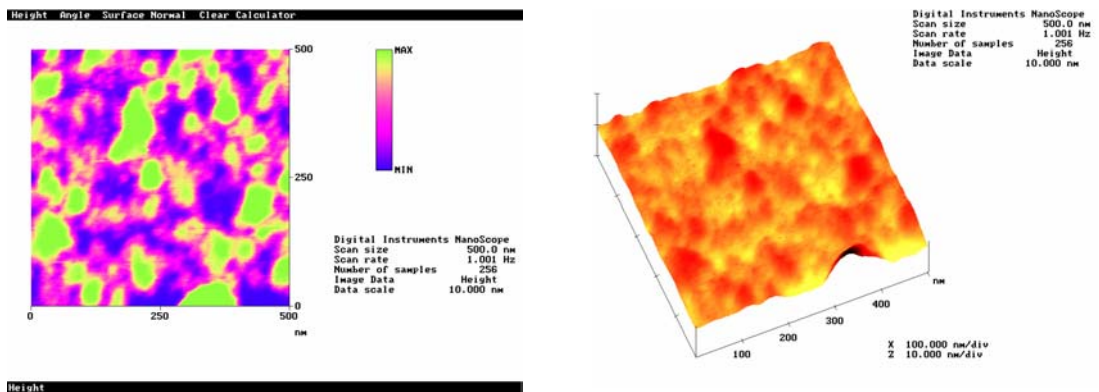 Height Angle Surface Normal Clear Calculator
500
250
0
0
250
500
nm
MAX
MIN
Digital Instruments NanoScope
Scan size 500.0 nm
Scan rate 1.001 Hz
Number of samples 256
Image Data Height
Data scale 10.000 nm
Height
Digital Instruments NanoScope
Scan size 500.0 nm
Scan rate 1.001 Hz
Number of samples 256
Image Data Height
Data scale 10.000 nm
100
200
300
400
nm
X 100.000 nm/div
Z 10.000 nm/div